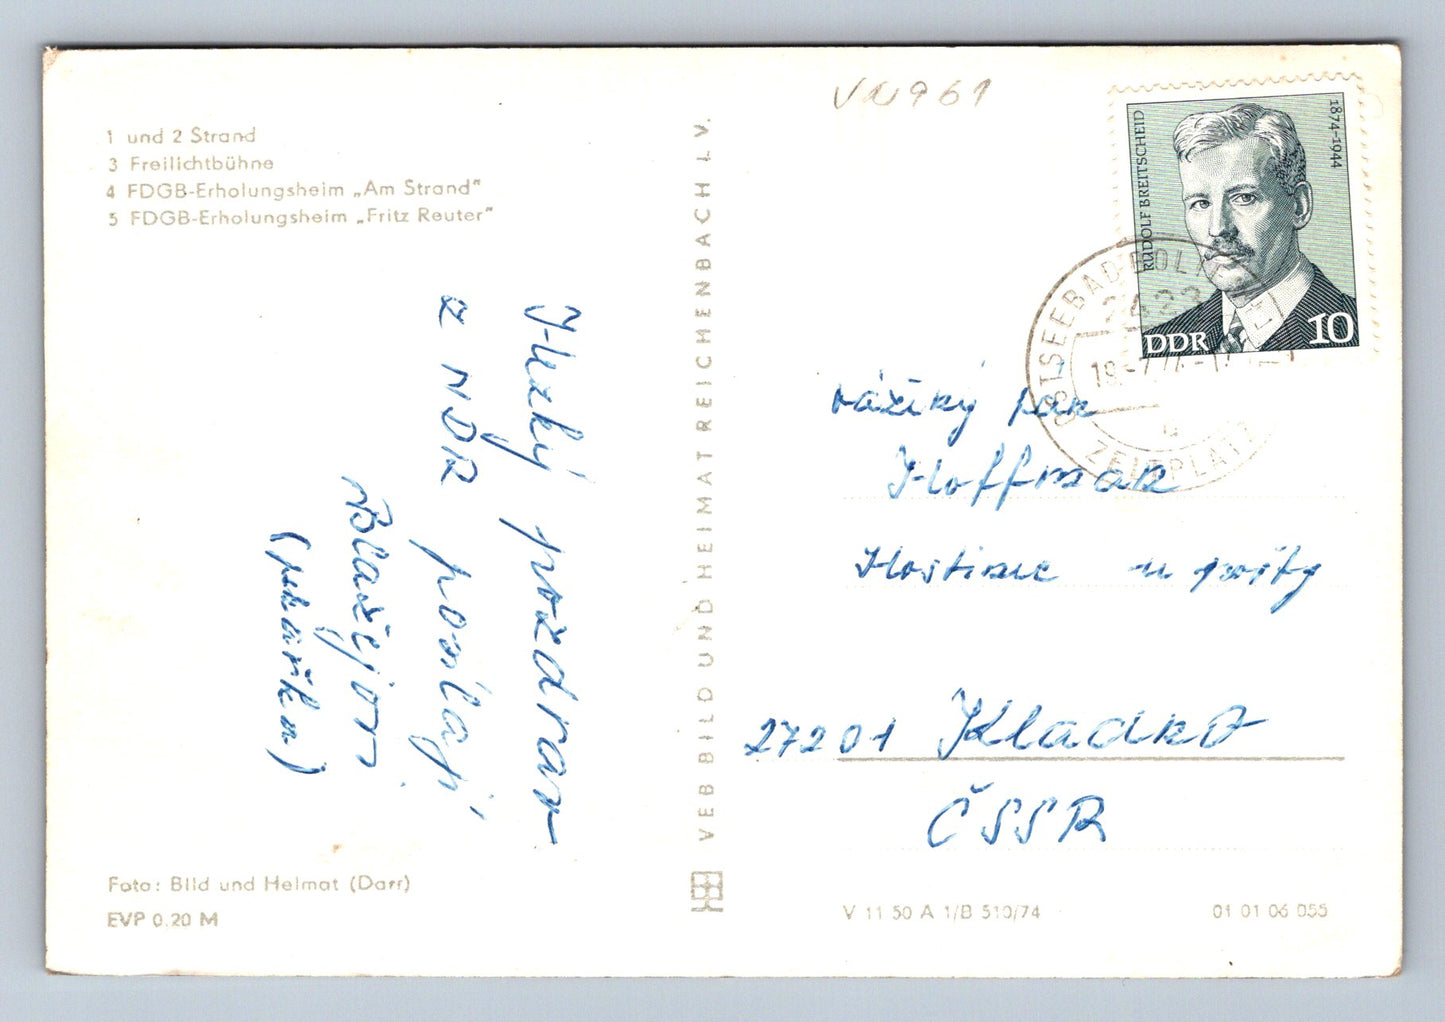 1 und 2 Strand
3 Freilichtbühne
4 FDGB-Erholungsheim „Am Strand"
5 FDGB-Erholungsheim „Fritz Reuter"
Hezký pozdrav
z NDR posílají
Blažejovi
(pekařka)
Foto: Bild und Heimat (Darr)
EVP 0.20 M
VEB BILD UND HEIMAT REICHENBACH I. V.
VN961
RUDOLF BREITSCHEID
1874-1944
DDR
10
OSTSEEBAD
ZELTPLATZ
vážený pan
Hoffman
Hostinec u pošty
27201 Kladno
ČSSR
V 11 50 A 1/B 510/74
01 01 06 055